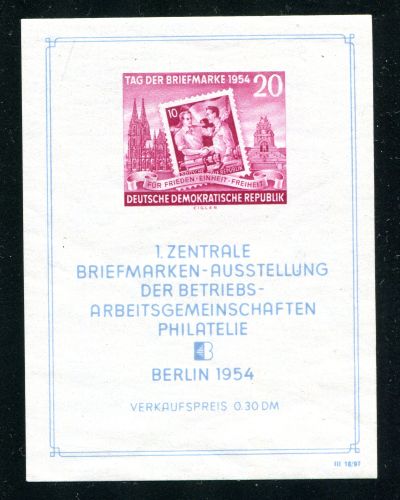 TAG DER BRIEFMARKE 1954 20
10
FÜR FRIEDEN·EINHEIT·FREIHEIT
DEUTSCHE DEMOKRATISCHE REPUBLIK
1. ZENTRALE
BRIEFMARKEN-AUSSTELLUNG
DER BETRIEBS-
ARBEITSGEMEINSCHAFTEN
PHILATELIE
B
BERLIN 1954
VERKAUFSPREIS 0.30 DM
III 18/97